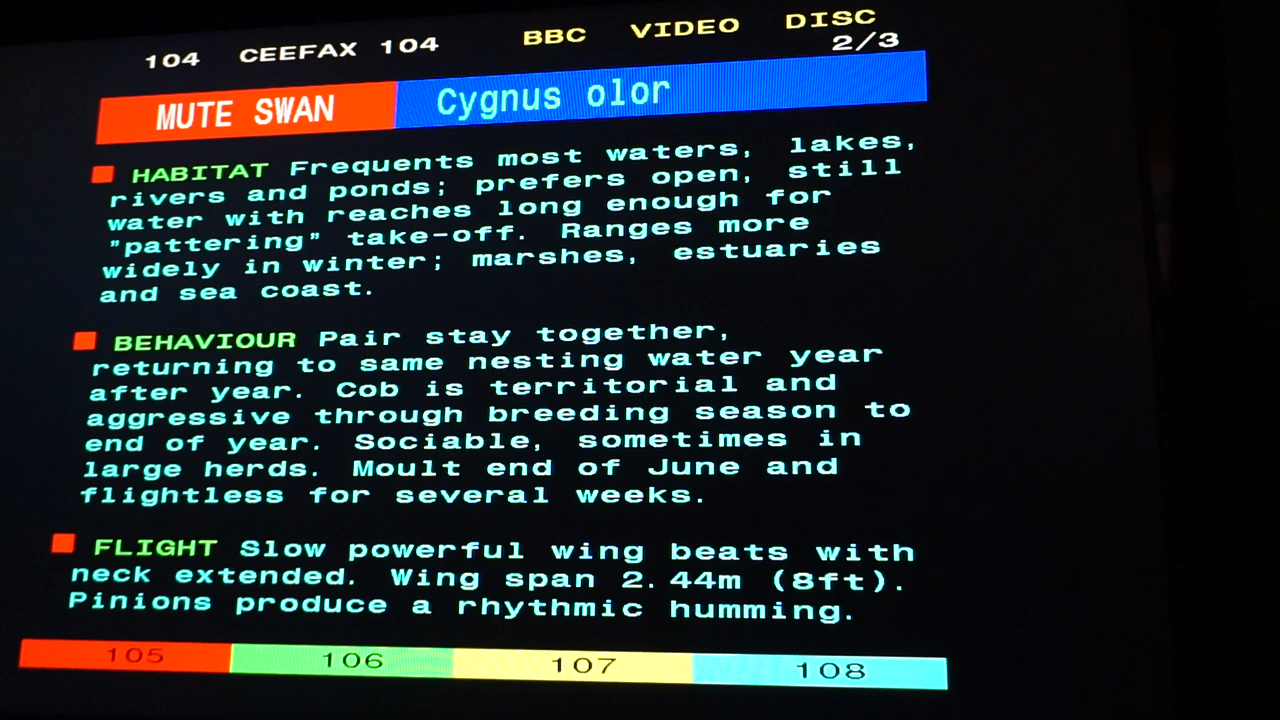 104 CEEFAX 104 BBC VIDEO DISC
2/3
MUTE SWAN Cygnus olor
HABITAT Frequents most waters, lakes,
rivers and ponds; prefers open, still
water with reaches long enough for
"pattering" take-off. Ranges more
widely in winter; marshes, estuaries
and sea coast.
BEHAVIOUR Pair stay together,
returning to same nesting water year
after year. Cob is territorial and
aggressive through breeding season to
end of year. Sociable, sometimes in
large herds. Moult end of June and
flightless for several weeks.
FLIGHT Slow powerful wing beats with
neck extended. Wing span 2.44m (8ft).
Pinions produce a rhythmic humming.
105 106 107 108